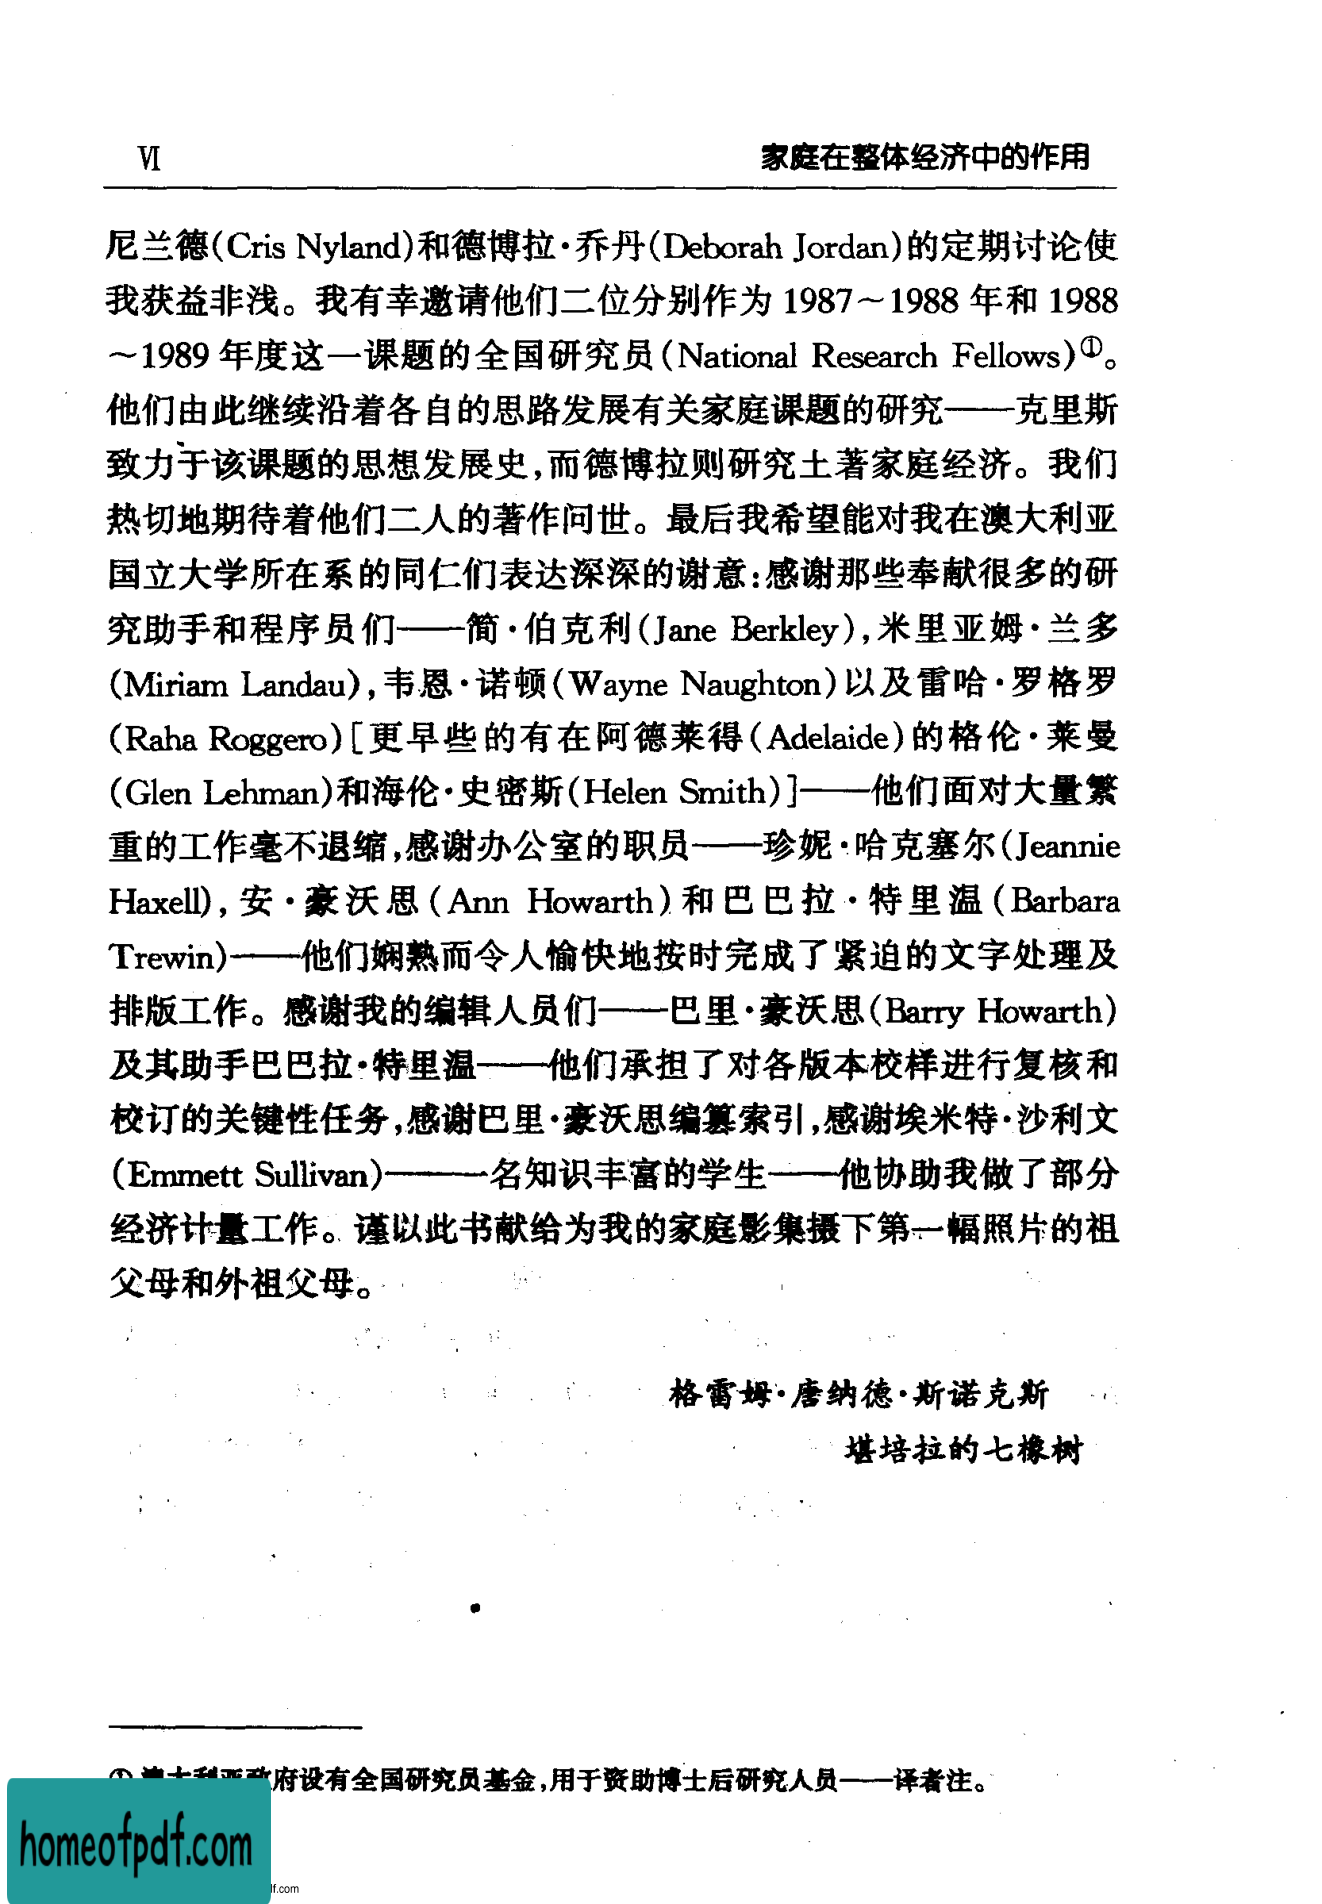 Ⅵ 家庭在整体经济中的作用
尼兰德(Cris Nyland)和德博拉·乔丹(Deborah Jordan)的定期讨论使
我获益非浅。我有幸邀请他们二位分别作为 1987～1988 年和 1988
～1989 年度这一课题的全国研究员(National Research Fellows)①。
他们由此继续沿着各自的思路发展有关家庭课题的研究——克里斯
致力于该课题的思想发展史,而德博拉则研究土著家庭经济。我们
热切地期待着他们二人的著作问世。最后我希望能对我在澳大利亚
国立大学所在系的同仁们表达深深的谢意:感谢那些奉献很多的研
究助手和程序员们——简·伯克利(Jane Berkley),米里亚姆·兰多
(Miriam Landau),韦恩·诺顿(Wayne Naughton)以及雷哈·罗格罗
(Raha Roggero)[更早些的有在阿德莱得(Adelaide)的格伦·莱曼
(Glen Lehman)和海伦·史密斯(Helen Smith)]——他们面对大量繁
重的工作毫不退缩,感谢办公室的职员——珍妮·哈克塞尔(Jeannie
Haxell),安·豪沃思(Ann Howarth)和巴巴拉·特里温(Barbara
Trewin)——他们娴熟而令人愉快地按时完成了紧迫的文字处理及
排版工作。感谢我的编辑人员们——巴里·豪沃思(Barry Howarth)
及其助手巴巴拉·特里温——他们承担了对各版本校样进行复核和
校订的关键性任务,感谢巴里·豪沃思编篡索引,感谢埃米特·沙利文
(Emmett Sullivan)——一名知识丰富的学生——他协助我做了部分
经济计量工作。谨以此书献给为我的家庭影集摄下第一幅照片的祖
父母和外祖父母。
格雷姆·唐纳德·斯诺克斯
堪培拉的七橡树
① 澳大利亚政府设有全国研究员基金,用于资助博士后研究人员——译者注。
homeofpdf.com
lf.com